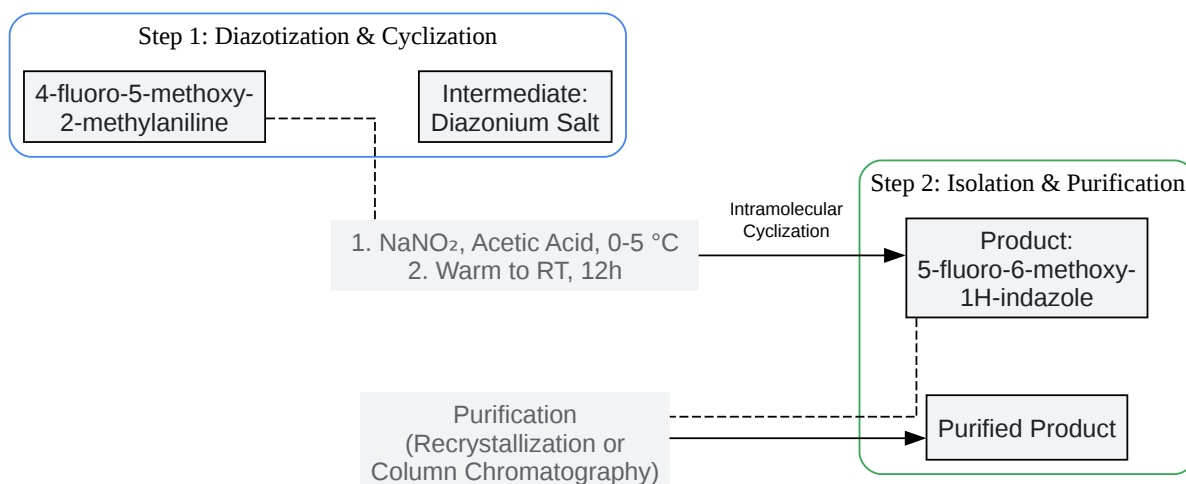 Step 1: Diazotization & Cyclization
4-fluoro-5-methoxy-
2-methylaniline
Intermediate:
Diazonium Salt
Step 2: Isolation & Purification
1. NaNO₂, Acetic Acid, 0-5 °C
2. Warm to RT, 12h
Intramolecular
Cyclization
Product:
5-fluoro-6-methoxy-
1H-indazole
Purification
(Recrystallization or
Column Chromatography)
Purified Product